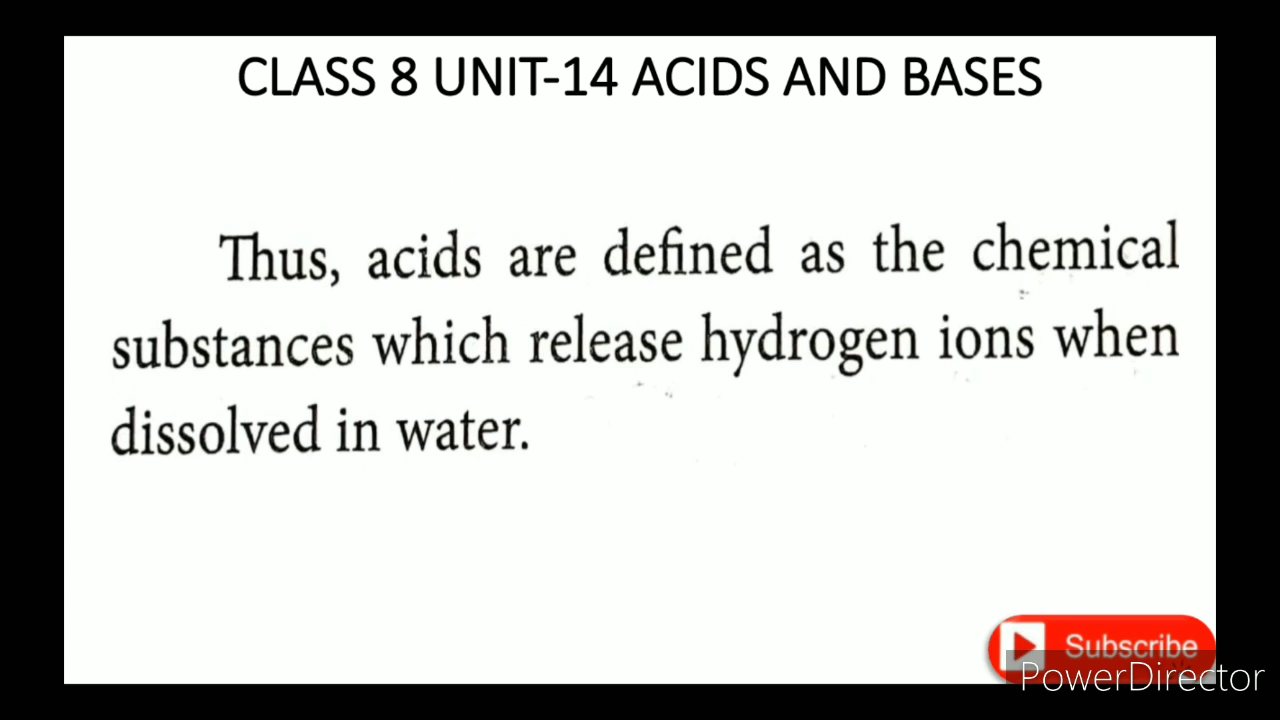 CLASS 8 UNIT-14 ACIDS AND BASES
Thus, acids are defined as the chemical
substances which release hydrogen ions when
dissolved in water.
Subscribe
PowerDirector